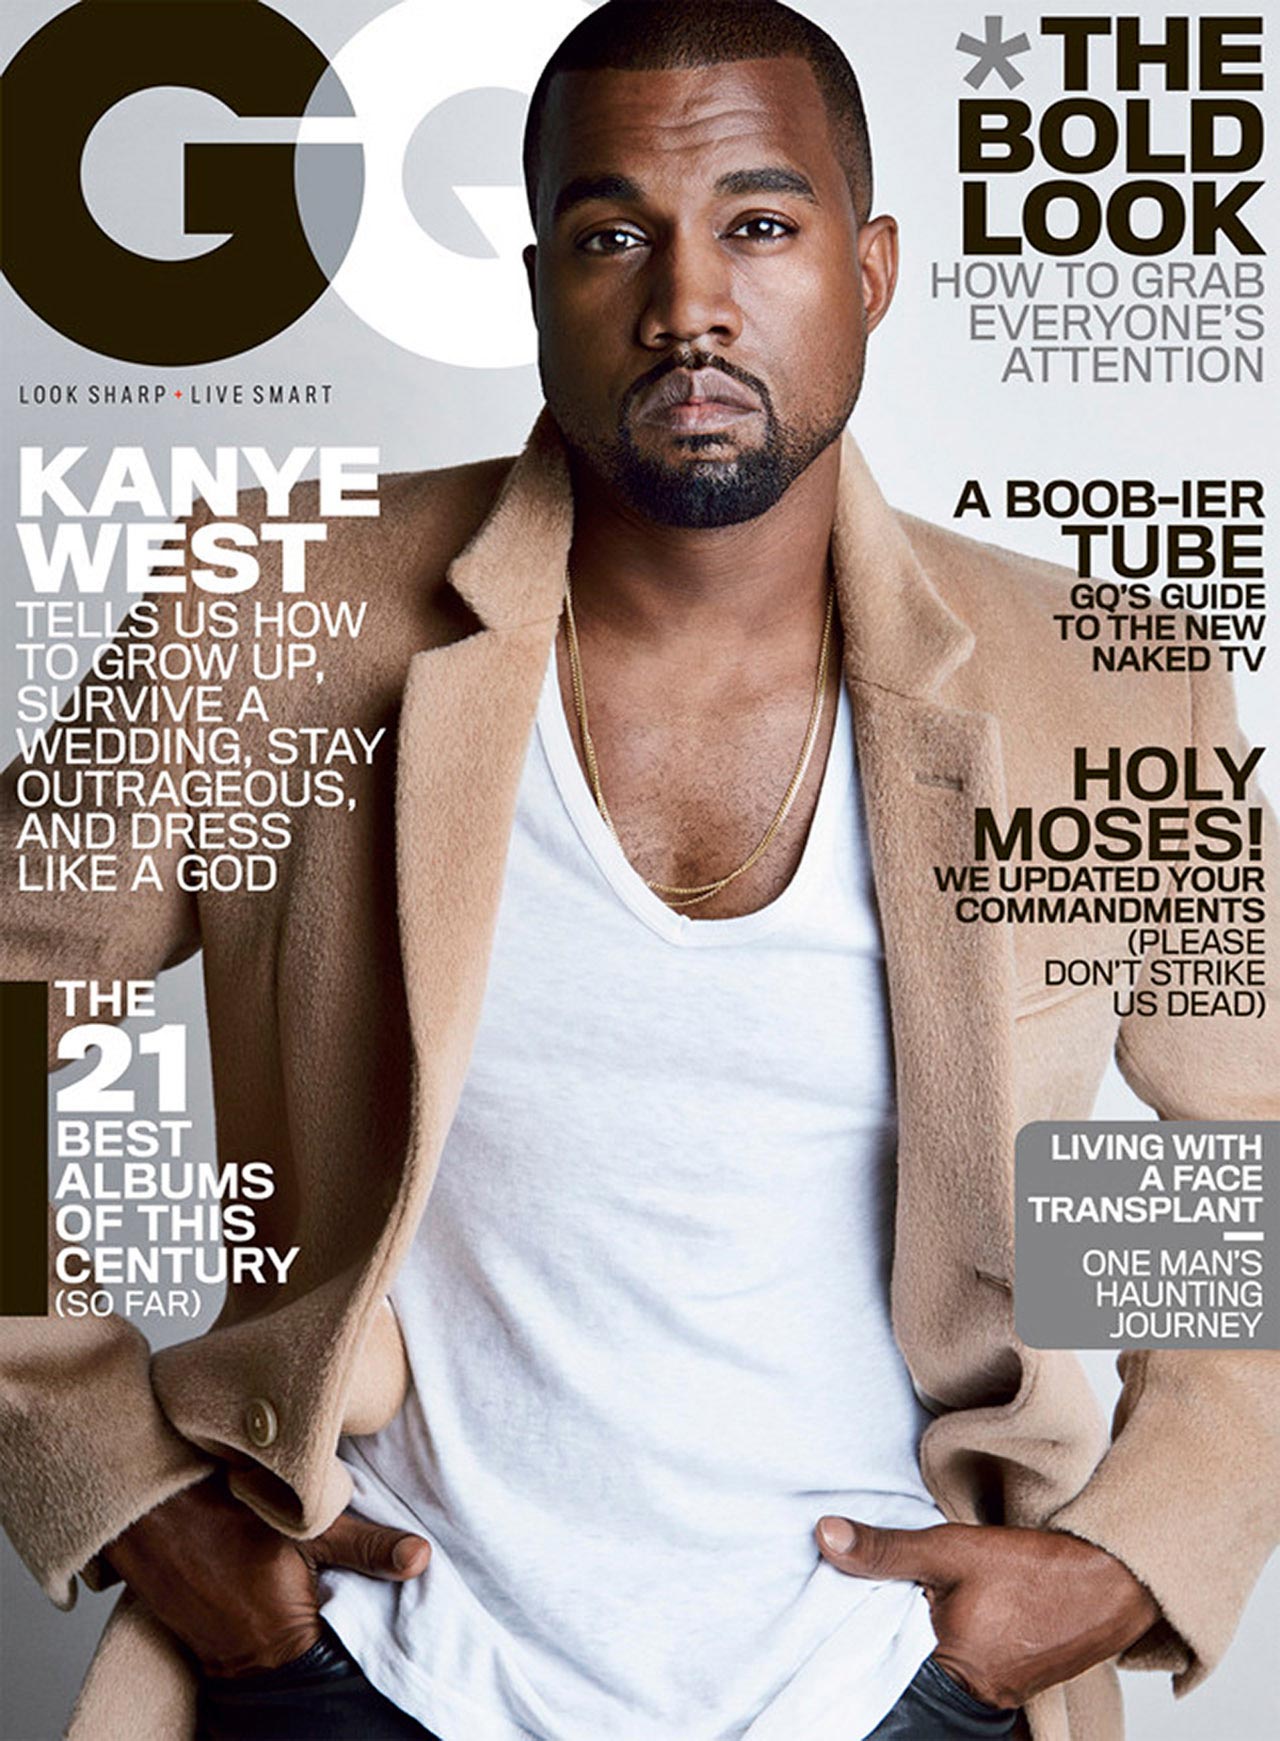 GQ
LOOK SHARP + LIVE SMART
KANYE
WEST
TELLS US HOW
TO GROW UP,
SURVIVE A
WEDDING, STAY
OUTRAGEOUS,
AND DRESS
LIKE A GOD
THE
21
BEST
ALBUMS
OF THIS
CENTURY
(SO FAR)
*THE
BOLD
LOOK
HOW TO GRAB
EVERYONE'S
ATTENTION
A BOOB-IER
TUBE
GQ'S GUIDE
TO THE NEW
NAKED TV
HOLY
MOSES!
WE UPDATED YOUR
COMMANDMENTS
(PLEASE
DON'T STRIKE
US DEAD)
LIVING WITH
A FACE
TRANSPLANT
—
ONE MAN'S
HAUNTING
JOURNEY